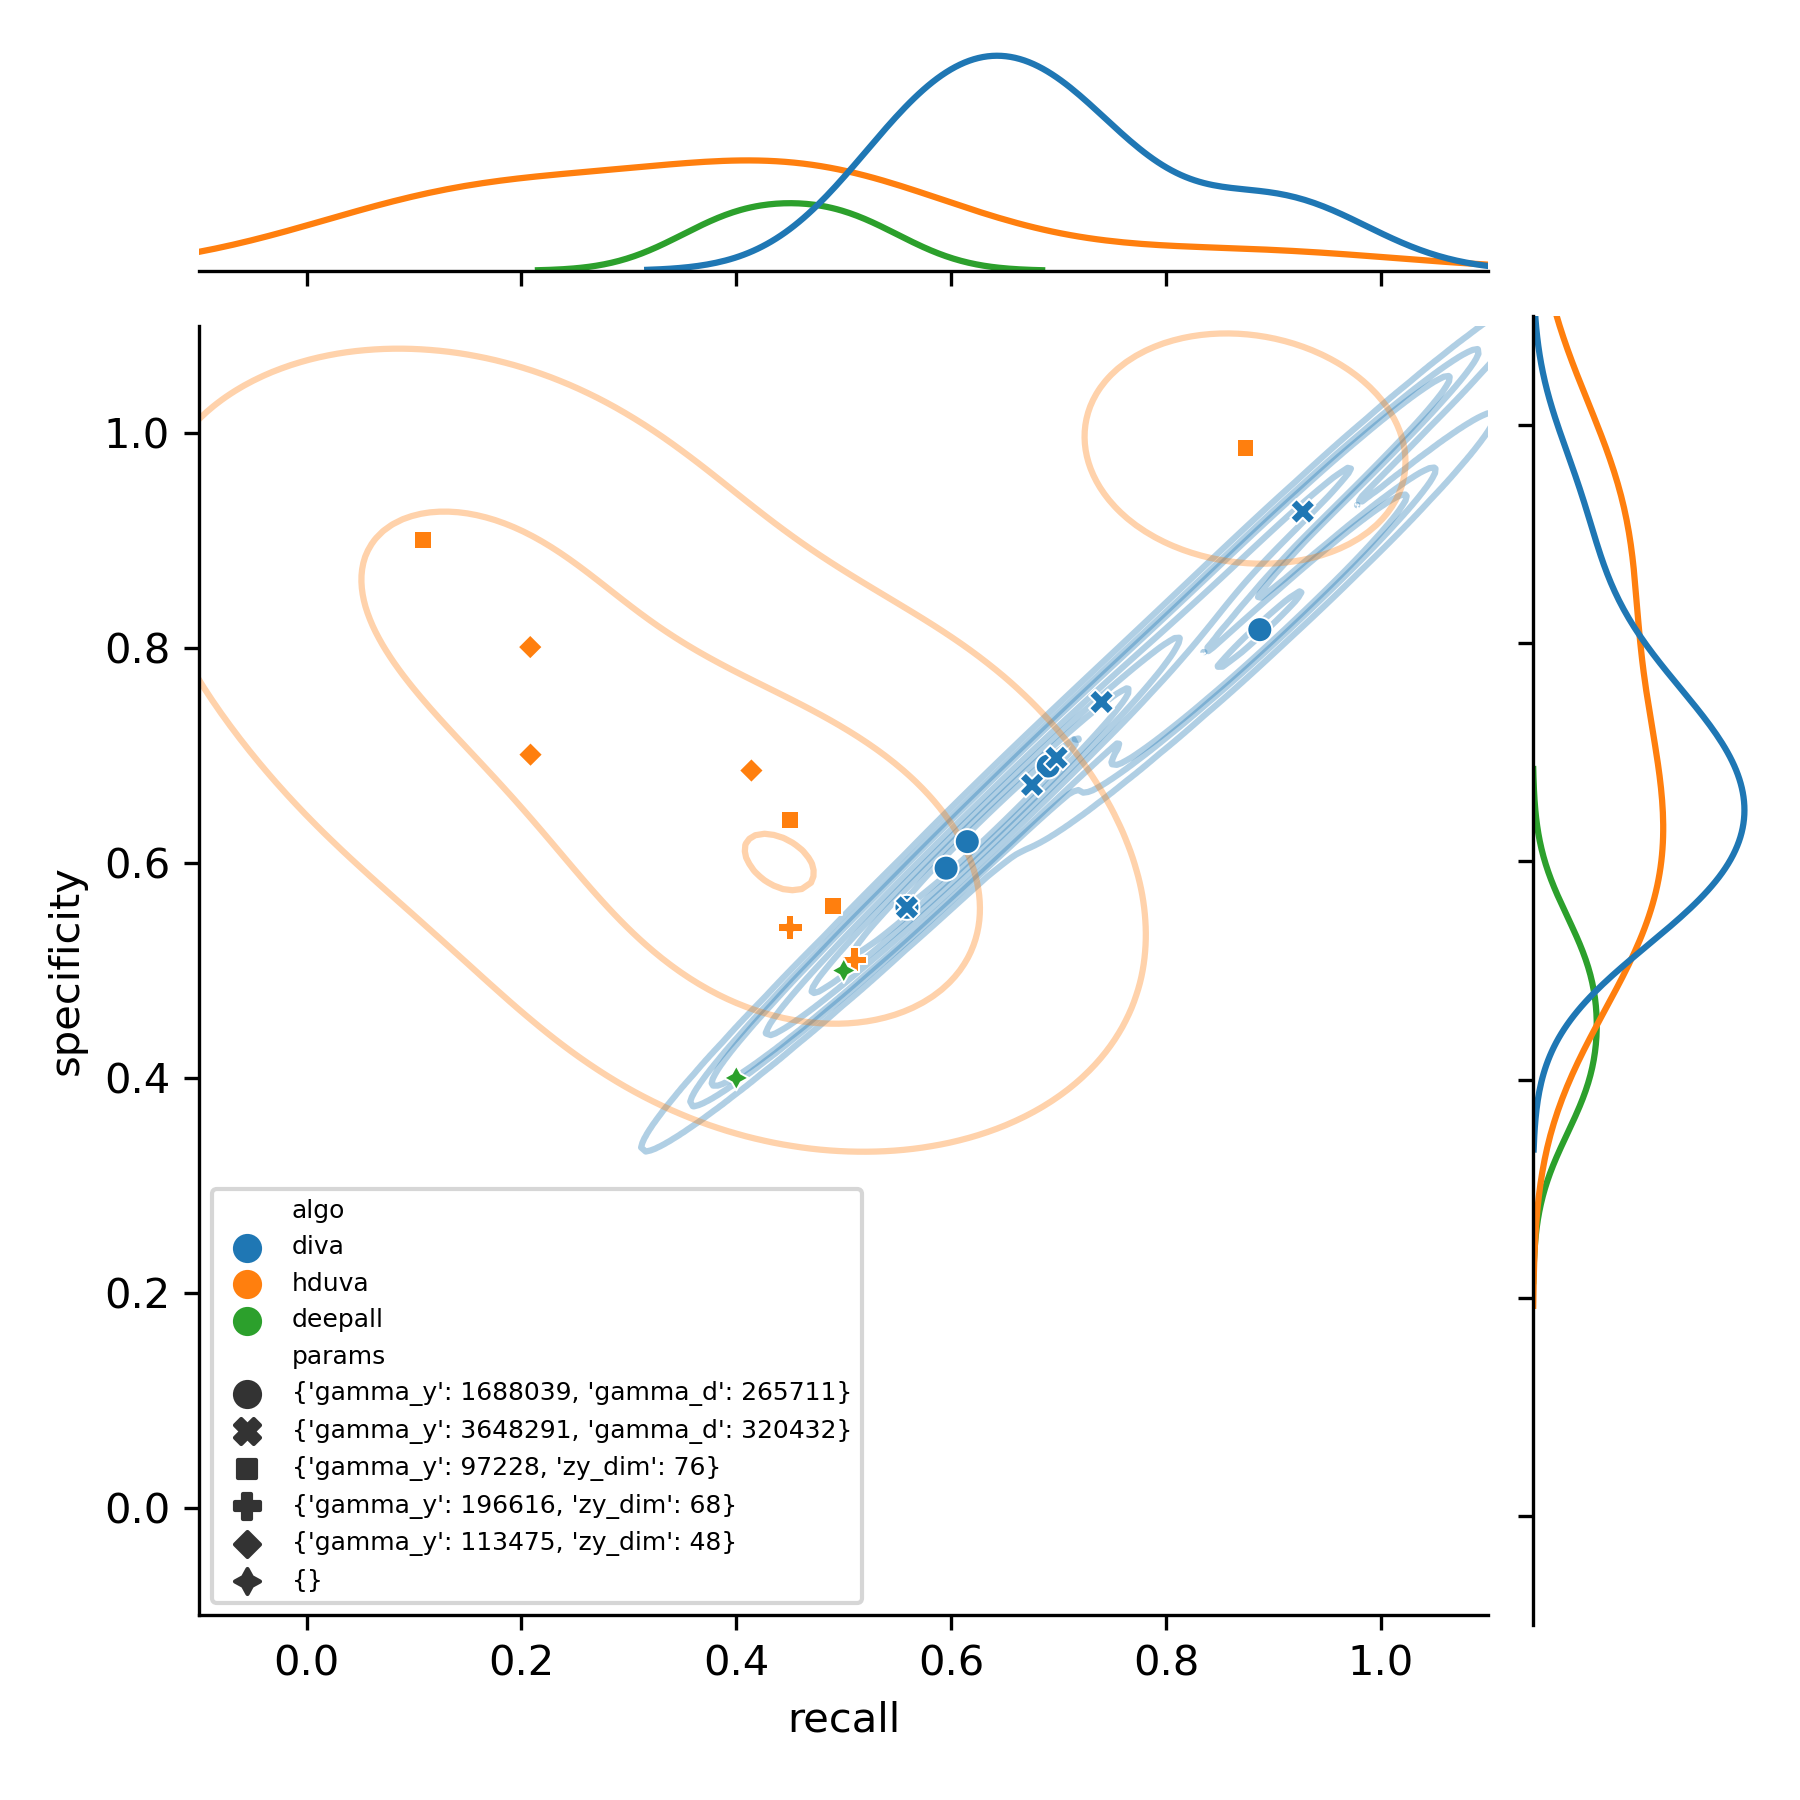 1.0
0.8
0.6
0.4
0.2
0.0
specificity
algo
diva
hduva
deepall
params
{'gamma_y': 1688039, 'gamma_d': 265711}
{'gamma_y': 3648291, 'gamma_d': 320432}
{'gamma_y': 97228, 'zy_dim': 76}
{'gamma_y': 196616, 'zy_dim': 68}
{'gamma_y': 113475, 'zy_dim': 48}
{}
0.0 0.2 0.4 0.6 0.8 1.0
recall